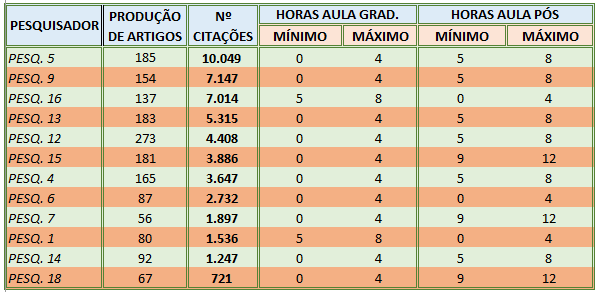 PESQUISADOR PRODUÇÃO DE ARTIGOS Nº CITAÇÕES HORAS AULA GRAD. HORAS AULA PÓS
MÍNIMO MÁXIMO MÍNIMO MÁXIMO
PESQ. 5 185 10.049 0 4 5 8
PESQ. 9 154 7.147 0 4 5 8
PESQ. 16 137 7.014 5 8 0 4
PESQ. 13 183 5.315 0 4 5 8
PESQ. 12 273 4.408 0 4 5 8
PESQ. 15 181 3.886 0 4 9 12
PESQ. 4 165 3.647 0 4 5 8
PESQ. 6 87 2.732 0 4 0 4
PESQ. 7 56 1.897 0 4 9 12
PESQ. 1 80 1.536 5 8 0 4
PESQ. 14 92 1.247 0 4 5 8
PESQ. 18 67 721 0 4 9 12